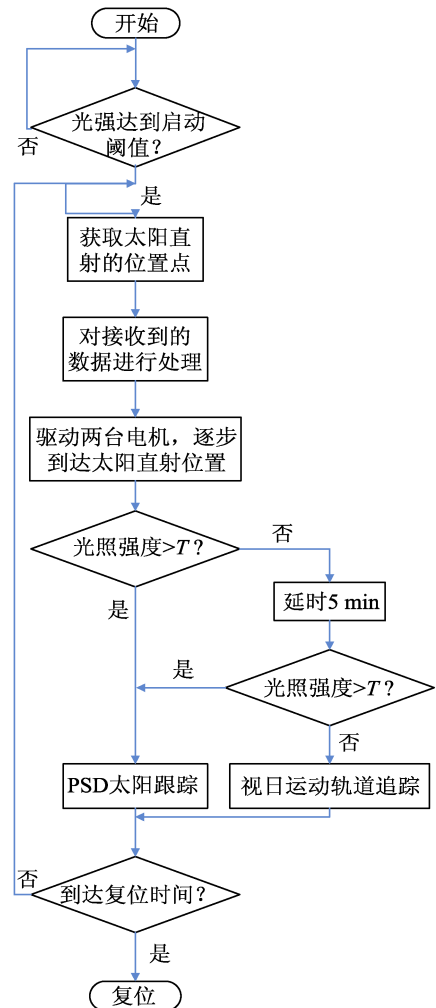 开始
光强达到启动
阈值？
否
是
获取太阳直
射的位置点
对接收到的
数据进行处理
驱动两台电机，逐步
到达太阳直射位置
光照强度>T？
否
是
延时5 min
光照强度>T？
是
否
PSD太阳跟踪
视日运动轨道追踪
到达复位时间？
否
是
复位